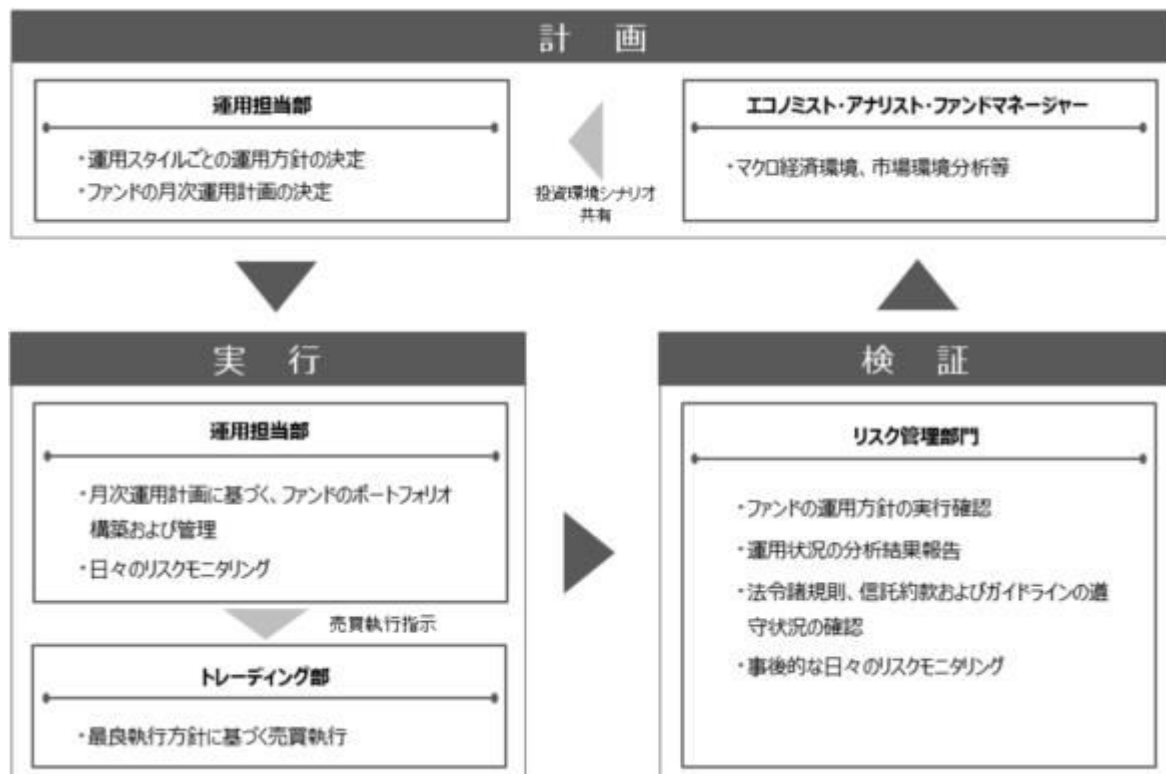 計 画
運用担当部
・運用スタイルごとの運用方針の決定
・ファンドの月次運用計画の決定
投資環境シナリオ
共有
エコノミスト・アナリスト・ファンドマネージャー
・マクロ経済環境、市場環境分析等
実 行
運用担当部
・月次運用計画に基づく、ファンドのポートフォリオ
構築および管理
・日々のリスクモニタリング
売買執行指示
トレーディング部
・最良執行方針に基づく売買執行
検 証
リスク管理部門
・ファンドの運用方針の実行確認
・運用状況の分析結果報告
・法令諸規則、信託約款およびガイドラインの遵
守状況の確認
・事後的な日々のリスクモニタリング